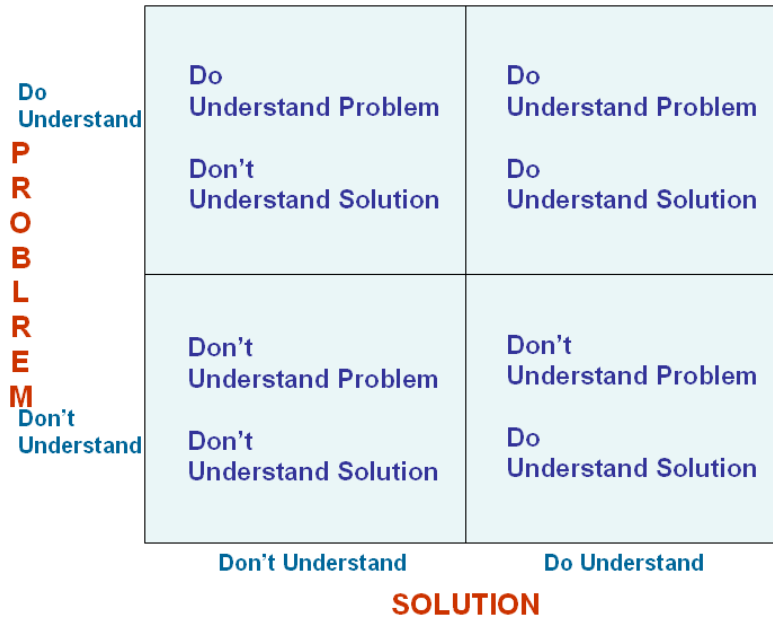 Do
Understand
PROBLREM
Don't
Understand
Do
Understand Problem
Don't
Understand Solution
Do
Understand Problem
Do
Understand Solution
Don't
Understand Problem
Don't
Understand Solution
Don't
Understand Problem
Do
Understand Solution
Don't Understand
Do Understand
SOLUTION